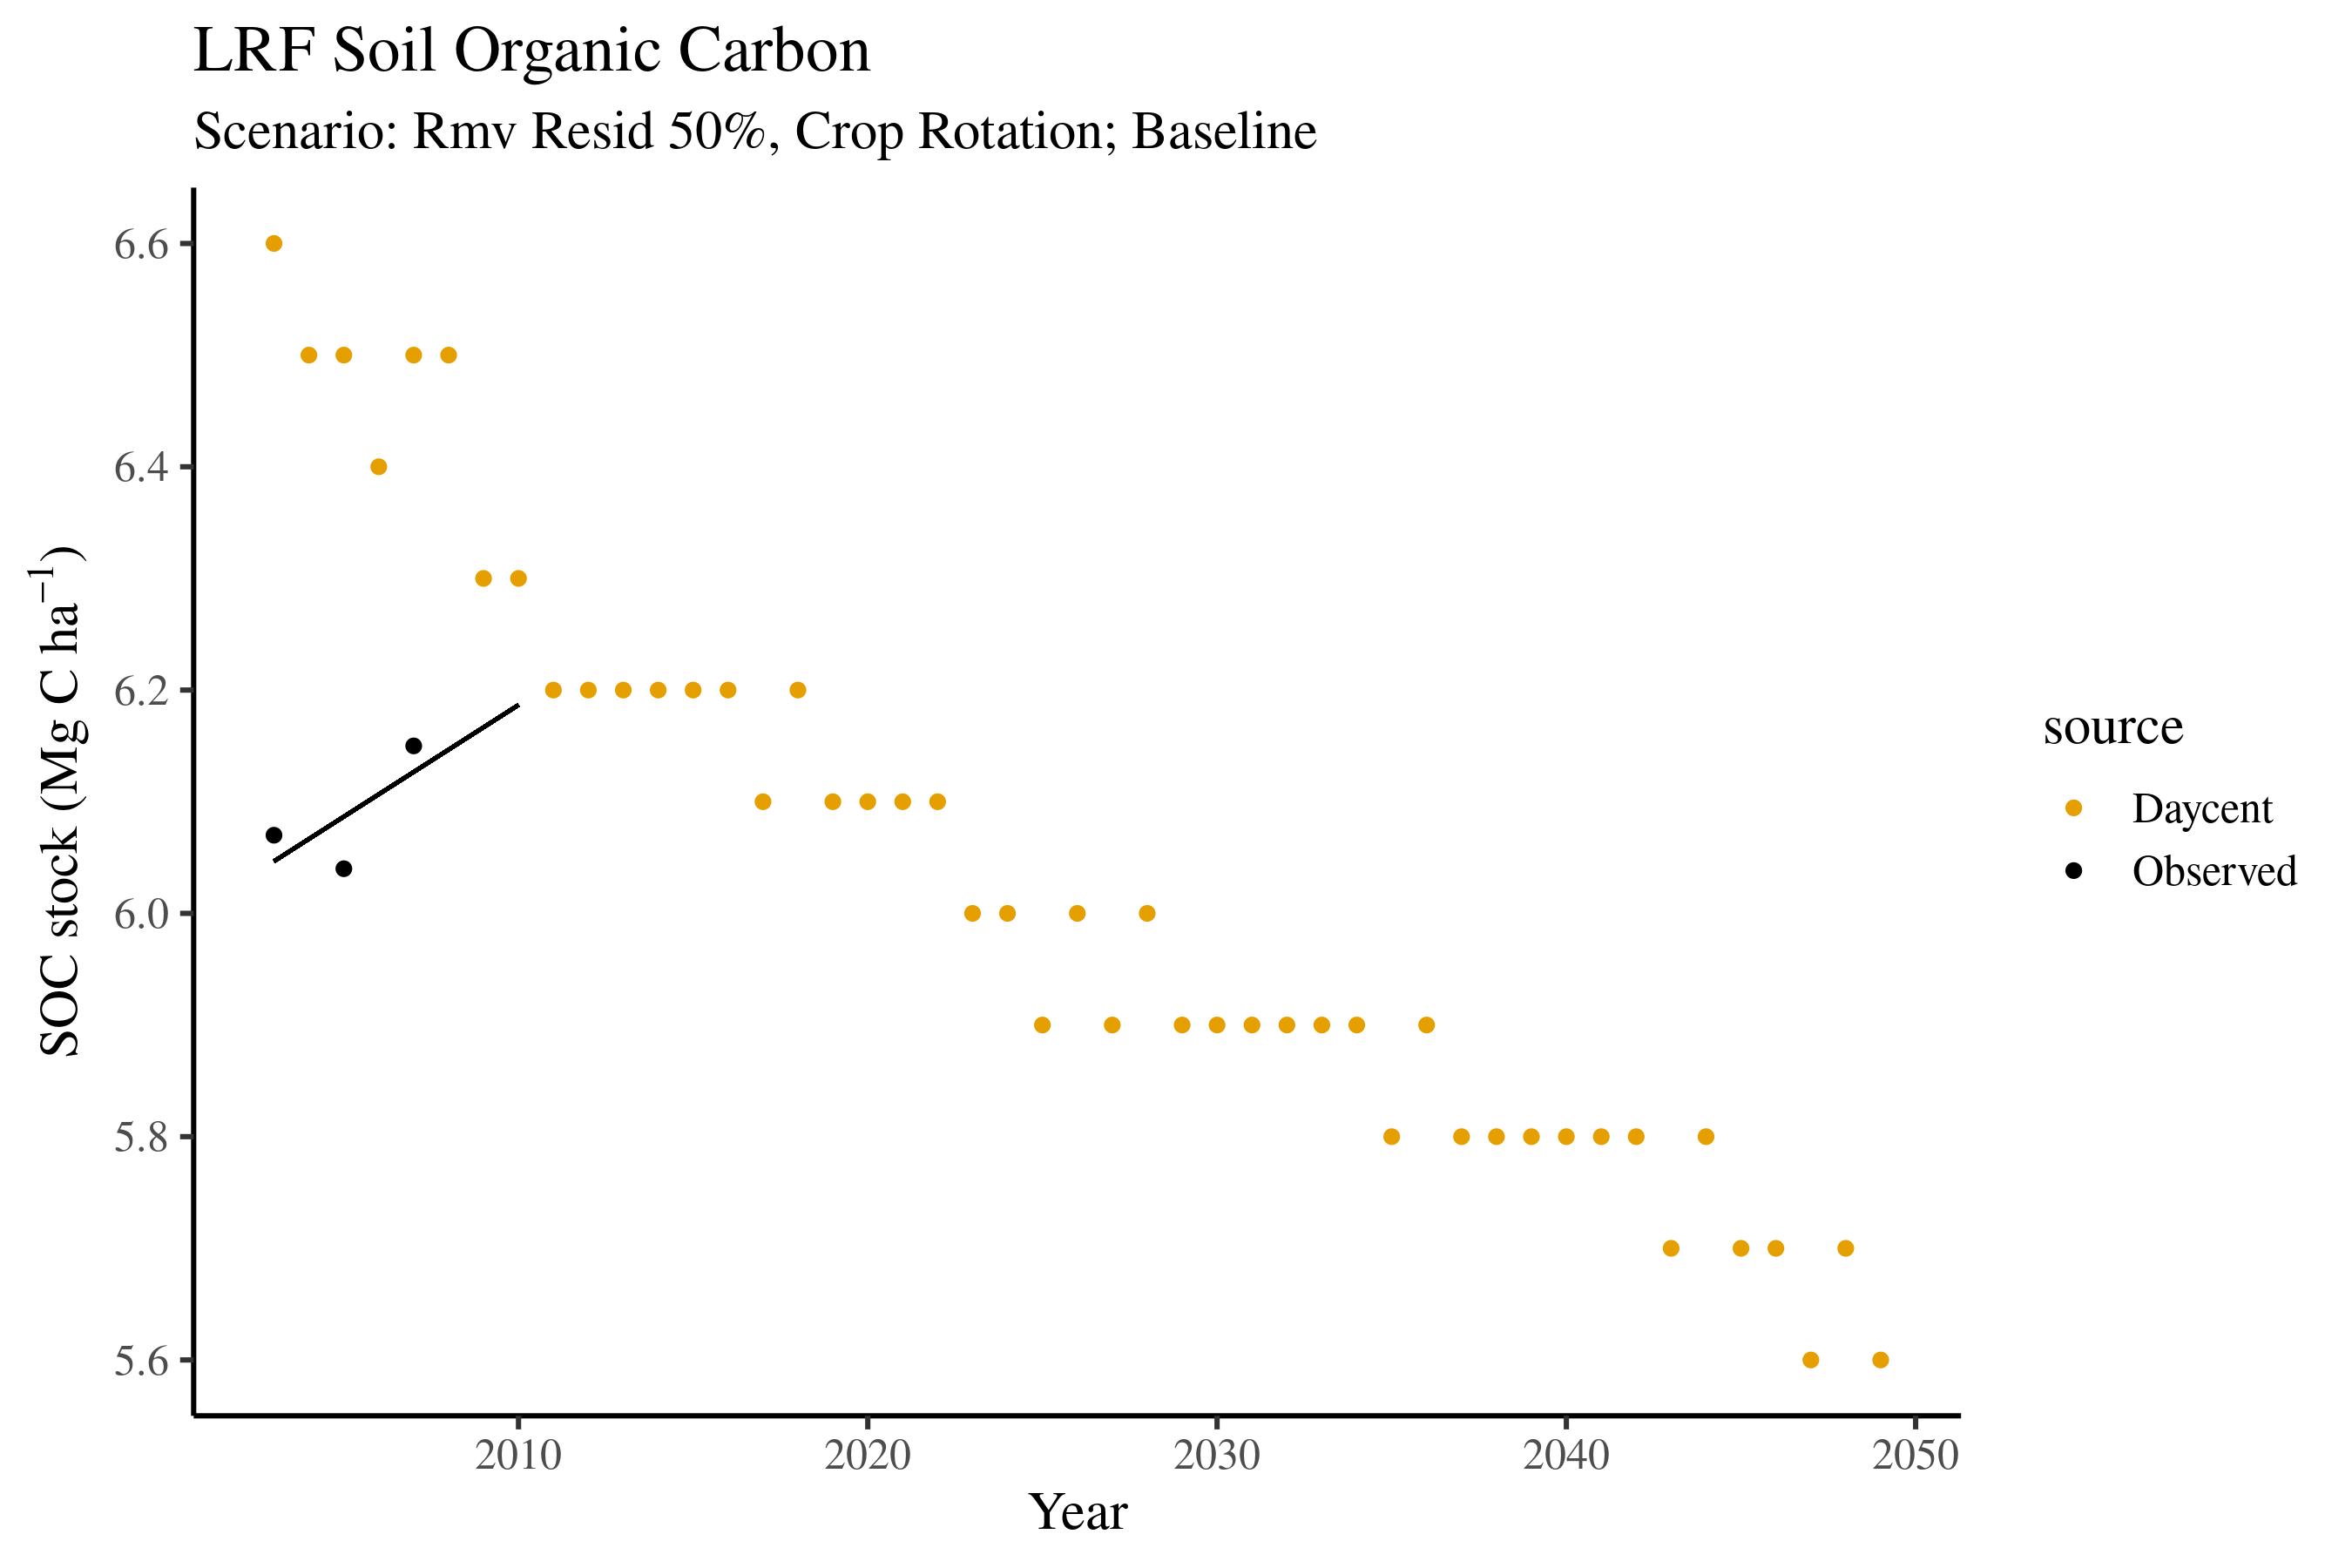 LRF Soil Organic Carbon
Scenario: Rmv Resid 50%, Crop Rotation; Baseline
6.6
6.4
6.2
6.0
5.8
5.6
SOC stock (Mg C ha⁻¹)
2010 2020 2030 2040 2050
Year
source
Daycent
Observed